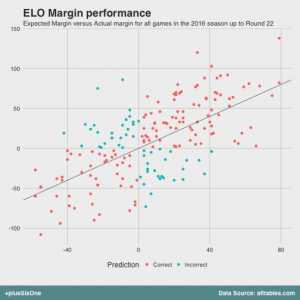 ELO Margin performance
Expected Margin versus Actual margin for all games in the 2016 season up to Round 22
150
100
50
0
-50
-100
-40
0
40
80
Prediction
Correct
Incorrect
+plusSixOne
Data Source: afltables.com